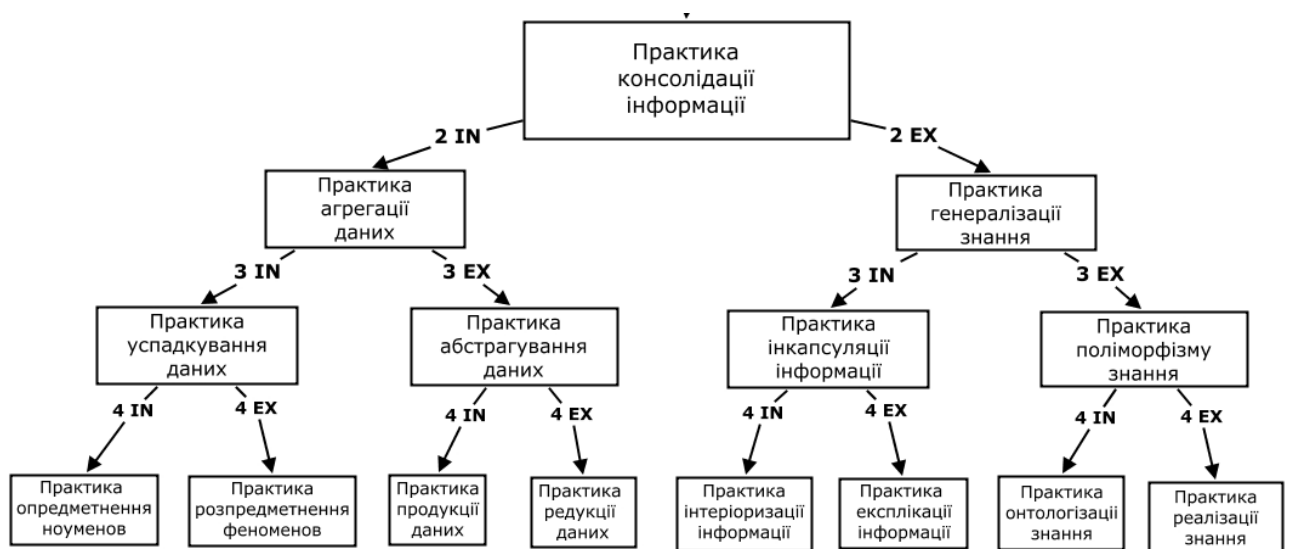 Практика
консолідації
інформації
2 IN
2 EX
Практика
агрегації
даних
Практика
генералізації
знання
3 IN
3 EX
3 IN
3 EX
Практика
успадкування
даних
Практика
абстрагування
даних
Практика
інкапсуляції
інформації
Практика
поліморфізму
знання
4 IN
4 EX
4 IN
4 EX
4 IN
4 EX
4 IN
4 EX
Практика
опредметнення
ноуменов
Практика
розпредметнення
феноменов
Практика
продукції
даних
Практика
редукції
даних
Практика
інтеріоризації
інформації
Практика
експлікації
інформації
Практика
онтологізаціі
знання
Практика
реалізації
знання